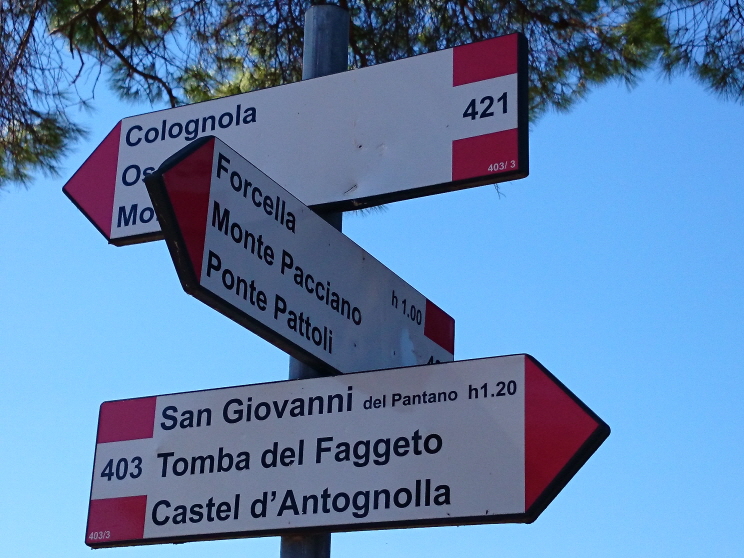 Colognola
421
403/ 3
Forcella
Monte Pacciano h 1.00
Ponte Pattoli
San Giovanni del Pantano h1.20
403 Tomba del Faggeto
Castel d'Antognolla
403/3